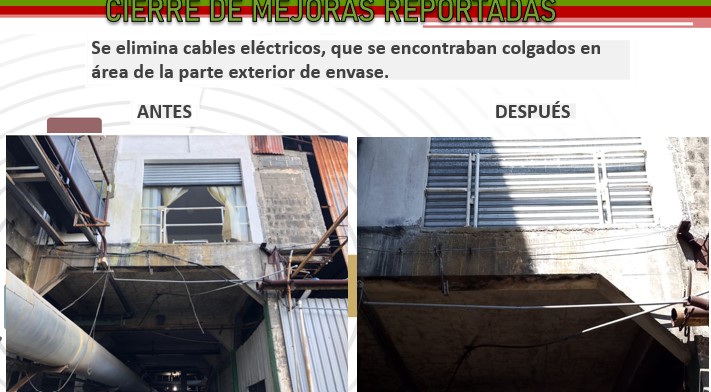 CIERRE DE MEJORAS REPORTADAS
Se elimina cables eléctricos, que se encontraban colgados en
área de la parte exterior de envase.
ANTES
DESPUÉS